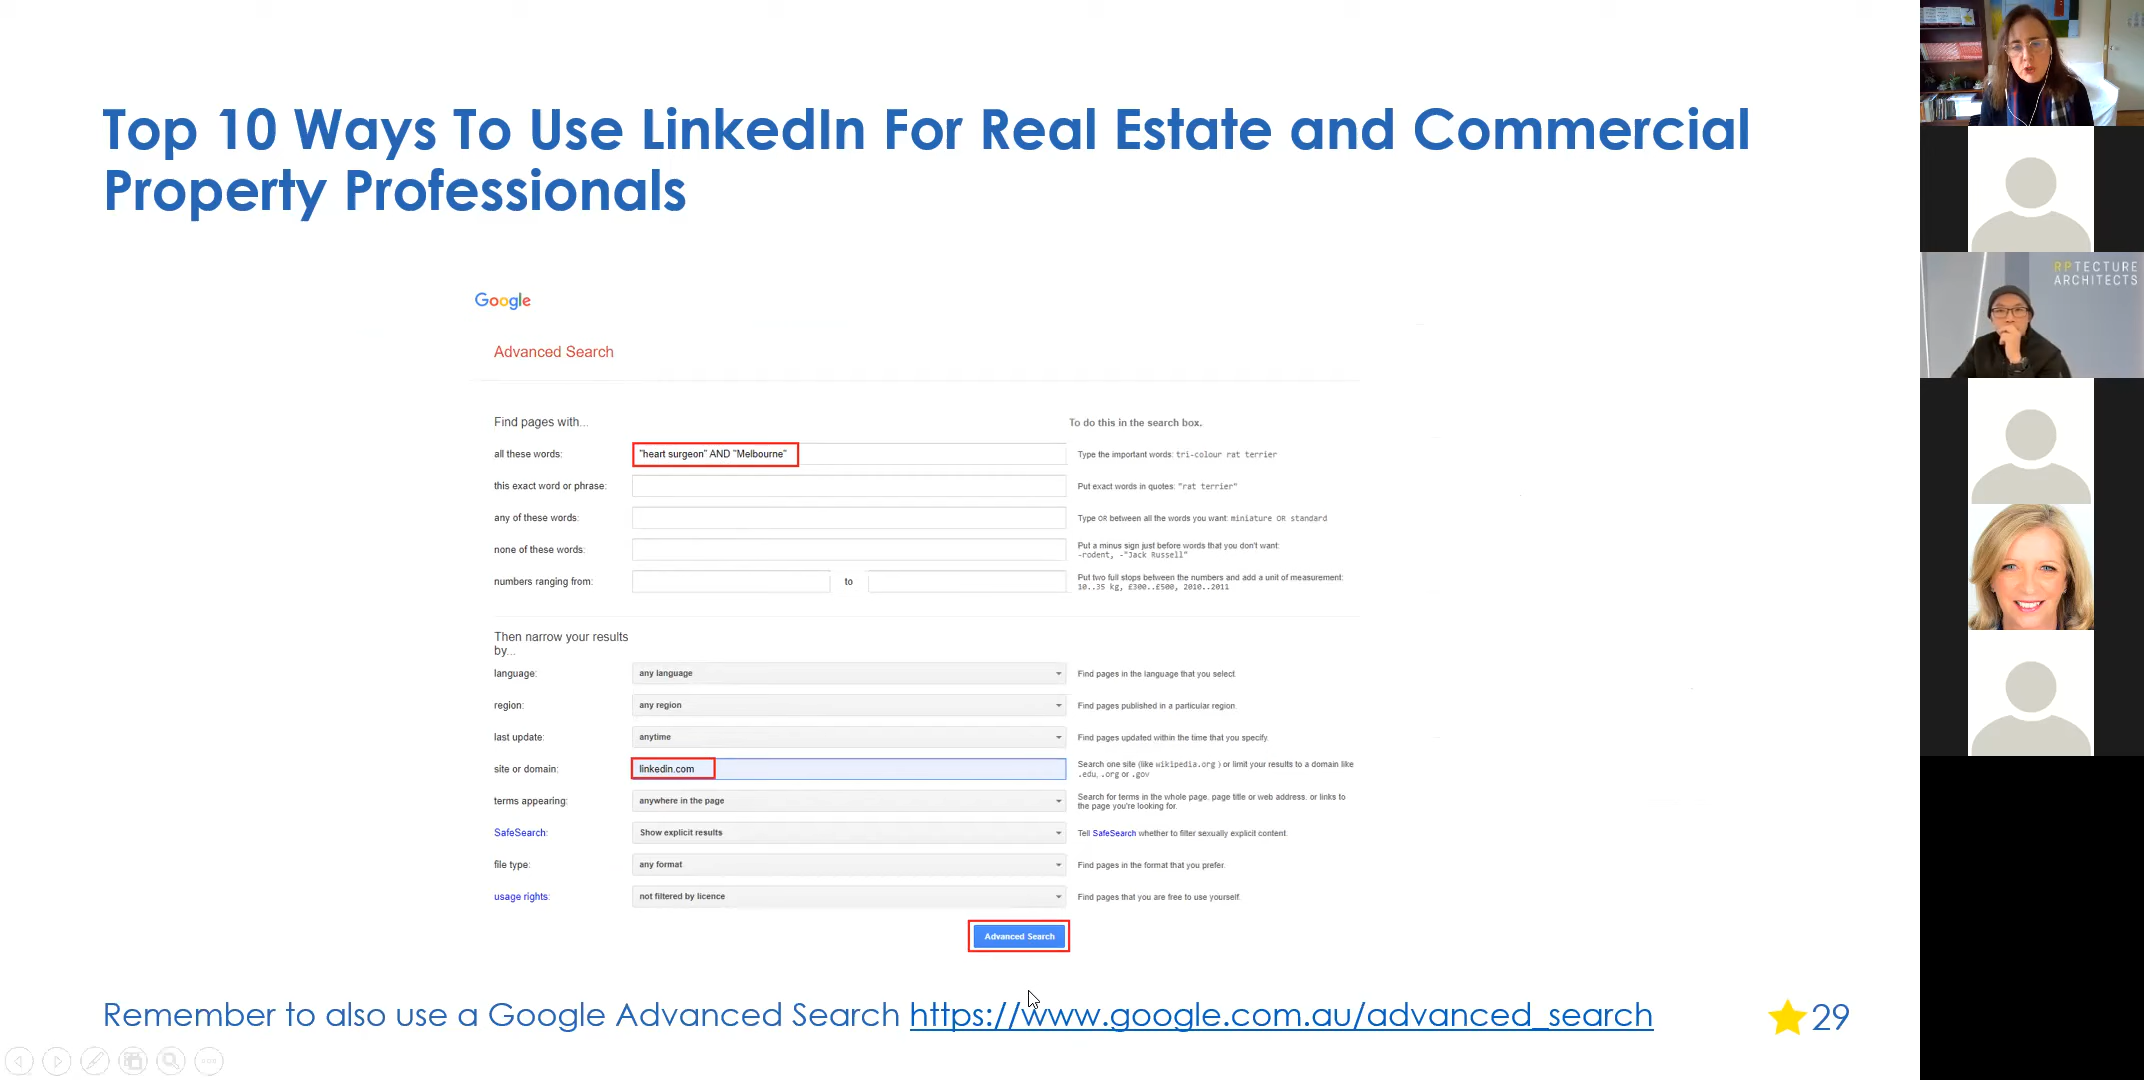 Top 10 Ways To Use LinkedIn For Real Estate and Commercial
Property Professionals
Google
Advanced Search
Find pages with...
To do this in the search box.
all these words:
"heart surgeon" AND "Melbourne"
Type the important words: tri-colour rat terrier
this exact word or phrase:
Put exact words in quotes: "rat terrier"
any of these words:
Type OR between all the words you want: miniature OR standard
none of these words:
Put a minus sign just before words that you don't want:
-rodent, -"Jack Russell"
numbers ranging from:
to
Put two full stops between the numbers and add a unit of measurement:
10..35 kg, £300..£500, 2010..2011
Then narrow your results
by...
language:
any language
Find pages in the language that you select.
region:
any region
Find pages published in a particular region.
last update:
anytime
Find pages updated within the time that you specify.
site or domain:
linkedin.com
Search one site (like wikipedia.org ) or limit your results to a domain like
.edu, .org or .gov
terms appearing:
anywhere in the page
Search for terms in the whole page, page title or web address, or links to
the page you're looking for.
SafeSearch:
Show explicit results
Tell SafeSearch whether to filter sexually explicit content.
file type:
any format
Find pages in the format that you prefer.
usage rights:
not filtered by licence
Find pages that you are free to use yourself.
Advanced Search
Remember to also use a Google Advanced Search https://www.google.com.au/advanced_search
29
RPTECTURE
ARCHITECTS